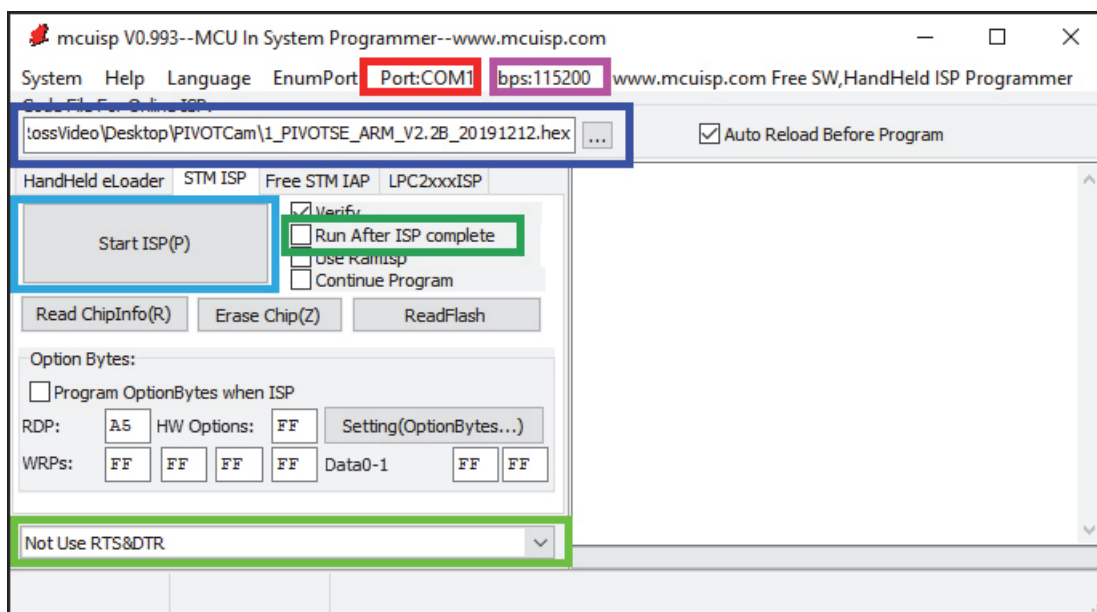 mcuisp V0.993--MCU In System Programmer--www.mcuisp.com
System Help Language EnumPort Port:COM1 bps:115200 www.mcuisp.com Free SW,HandHeld ISP Programmer
Code File For Online ISP:
tossVideo\Desktop\PIVOTCam\1_PIVOTSE_ARM_V2.2B_20191212.hex ... Auto Reload Before Program
HandHeld eLoader STM ISP Free STM IAP LPC2xxxISP
Verify
Start ISP(P) Run After ISP complete
Use RamIsp
Continue Program
Read ChipInfo(R) Erase Chip(Z) ReadFlash
Option Bytes:
Program OptionBytes when ISP
RDP: A5 HW Options: FF Setting(OptionBytes...)
WRPs: FF FF FF FF Data0-1 FF FF
Not Use RTS&DTR